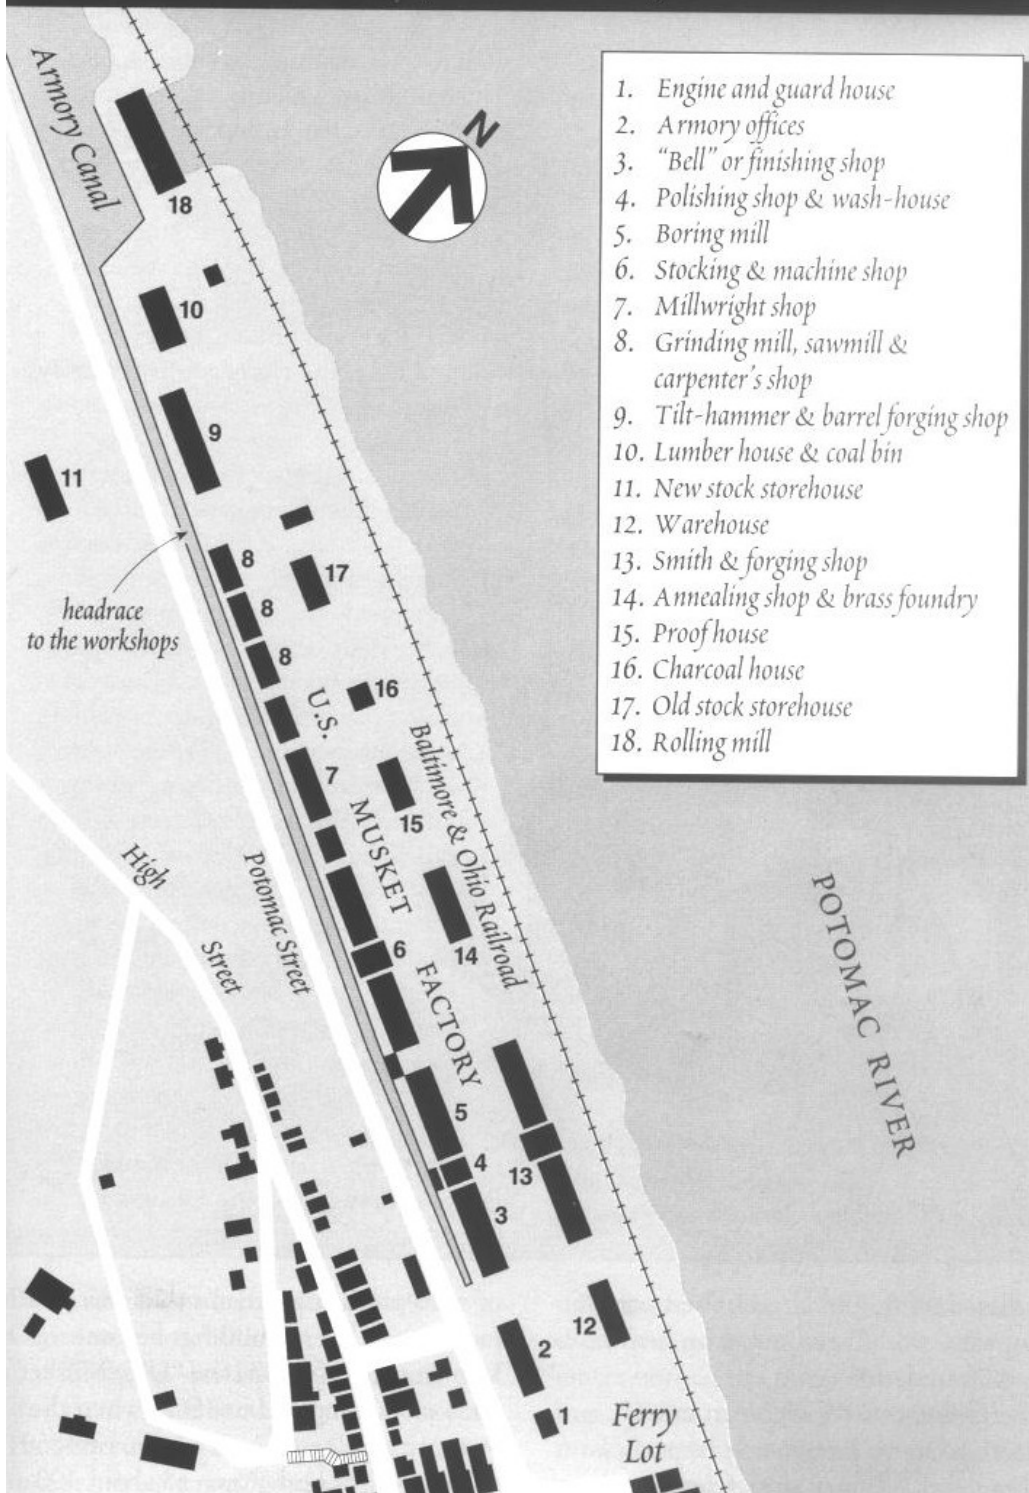 Armory Canal
N
1. Engine and guard house
2. Armory offices
3. “Bell” or finishing shop
4. Polishing shop & wash-house
5. Boring mill
6. Stocking & machine shop
7. Millwright shop
8. Grinding mill, sawmill &
carpenter's shop
9. Tilt-hammer & barrel forging shop
10. Lumber house & coal bin
11. New stock storehouse
12. Warehouse
13. Smith & forging shop
14. Annealing shop & brass foundry
15. Proof house
16. Charcoal house
17. Old stock storehouse
18. Rolling mill
18
10
9
11
headrace
to the workshops
8
17
8
8
16
U.S.
MUSKET
FACTORY
7
15
Baltimore & Ohio Railroad
High
Street
Potomac Street
6
14
POTOMAC RIVER
5
4
13
3
12
2
1
Ferry
Lot